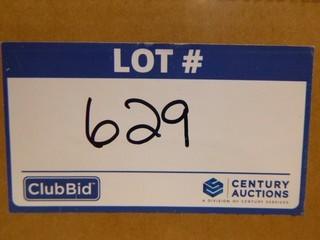 LOT #
629
ClubBid
CENTURY
AUCTIONS
A DIVISION OF CENTURY SERVICES